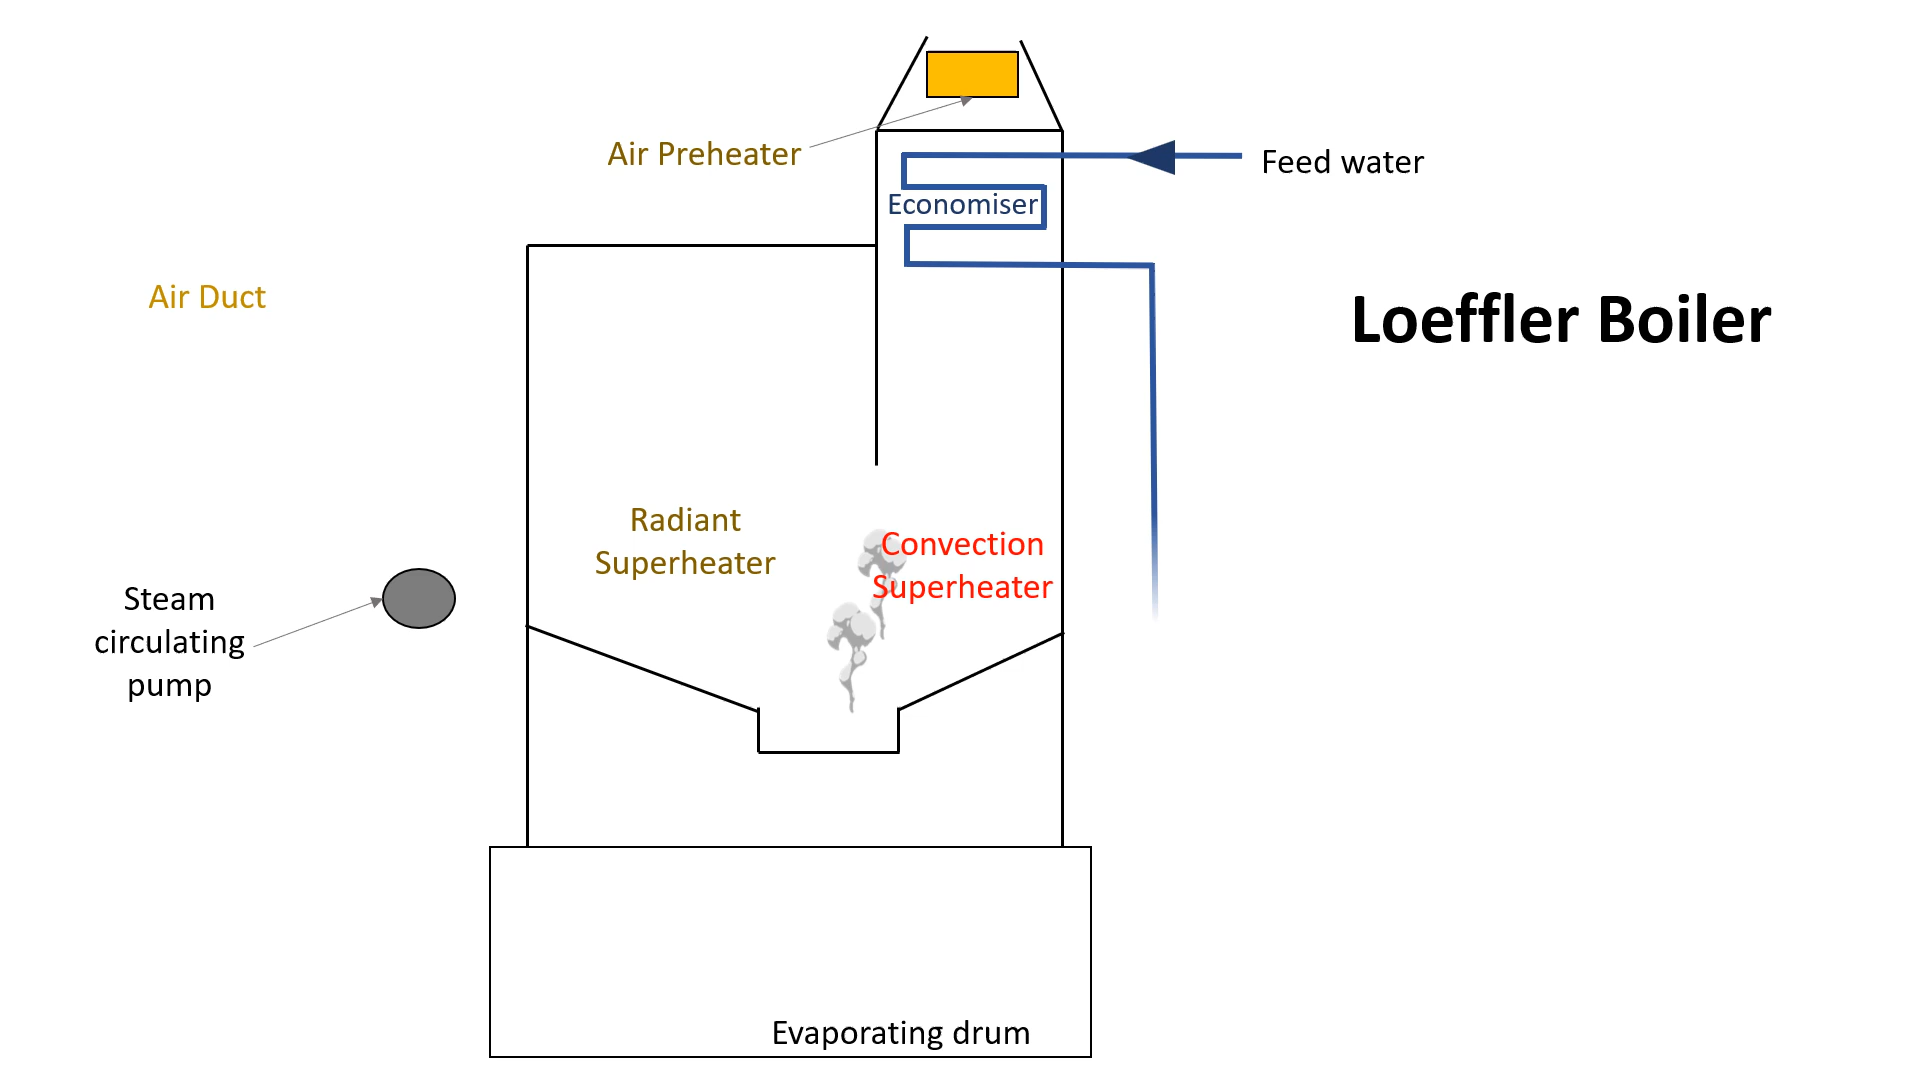 Air Preheater
Feed water
Economiser
Air Duct
Loeffler Boiler
Radiant
Superheater
Convection
Superheater
Steam
circulating
pump
Evaporating drum